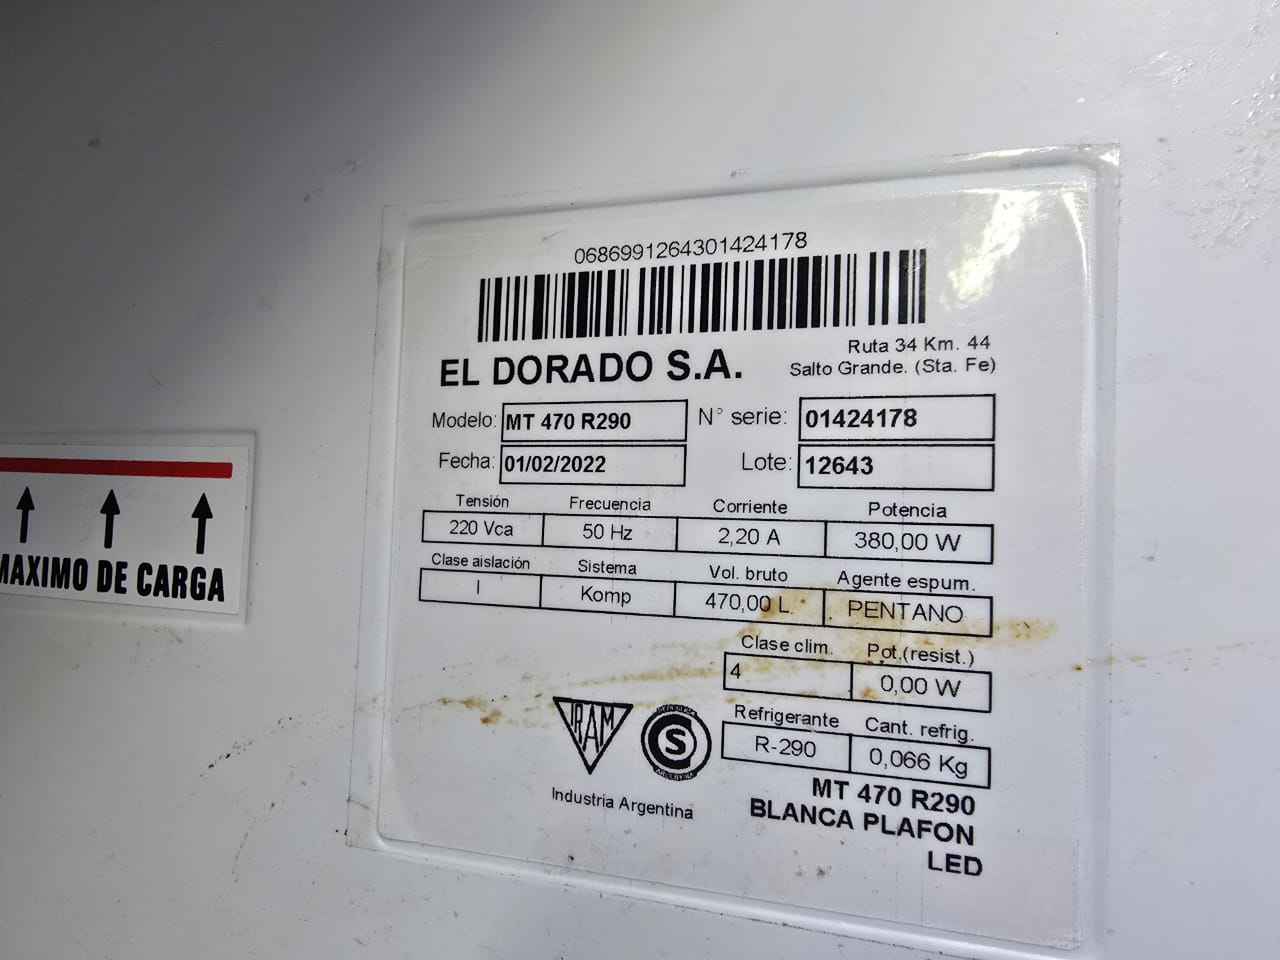 0686991264301424178
EL DORADO S.A.
Ruta 34 Km. 44
Salto Grande. (Sta. Fe)
Modelo: MT 470 R290 N° serie: 01424178
Fecha: 01/02/2022 Lote: 12643
Tensión Frecuencia Corriente Potencia
220 Vca 50 Hz 2,20 A 380,00 W
Clase aislación Sistema Vol. bruto Agente espum.
I Komp 470,00 L. PENTANO
Clase clim. Pot.(resist.)
4 0,00 W
Refrigerante Cant. refrig.
R-290 0,066 Kg
IRAM
S
ARGENTINA
Industria Argentina
MT 470 R290
BLANCA PLAFON
LED
MAXIMO DE CARGA